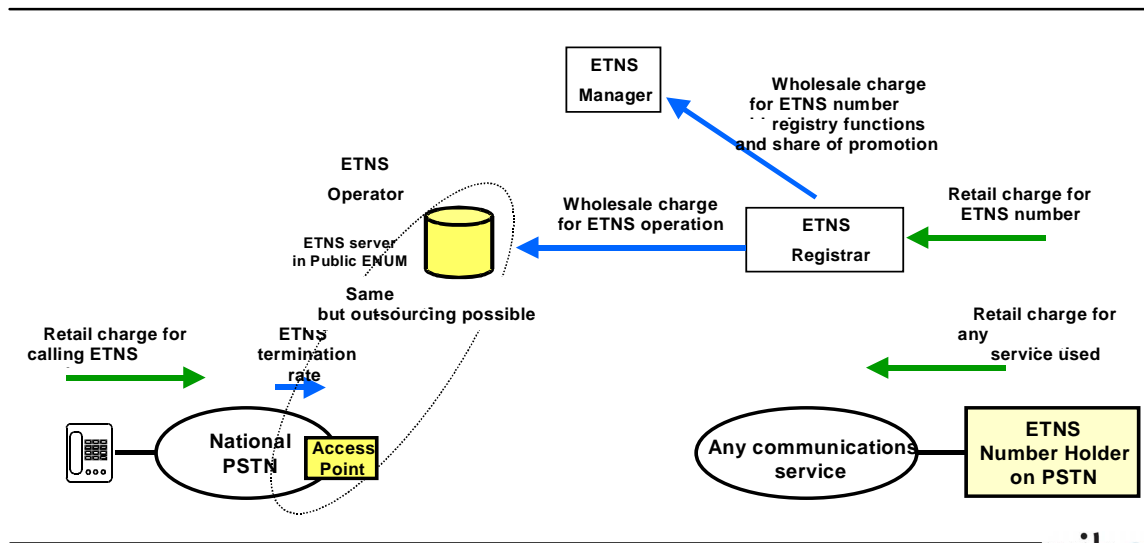 ETNS
Manager
Wholesale charge
for ETNS number
registry functions
and share of promotion
ETNS
Operator
Retail charge for
ETNS number
Wholesale charge
for ETNS operation
ETNS
Registrar
ETNS server
in Public ENUM
Same
but outsourcing possible
Retail charge for
calling ETNS
ETNS
termination
rate
Retail charge for
any
service used
National
PSTN
Access
Point
Any communications
service
ETNS
Number Holder
on PSTN